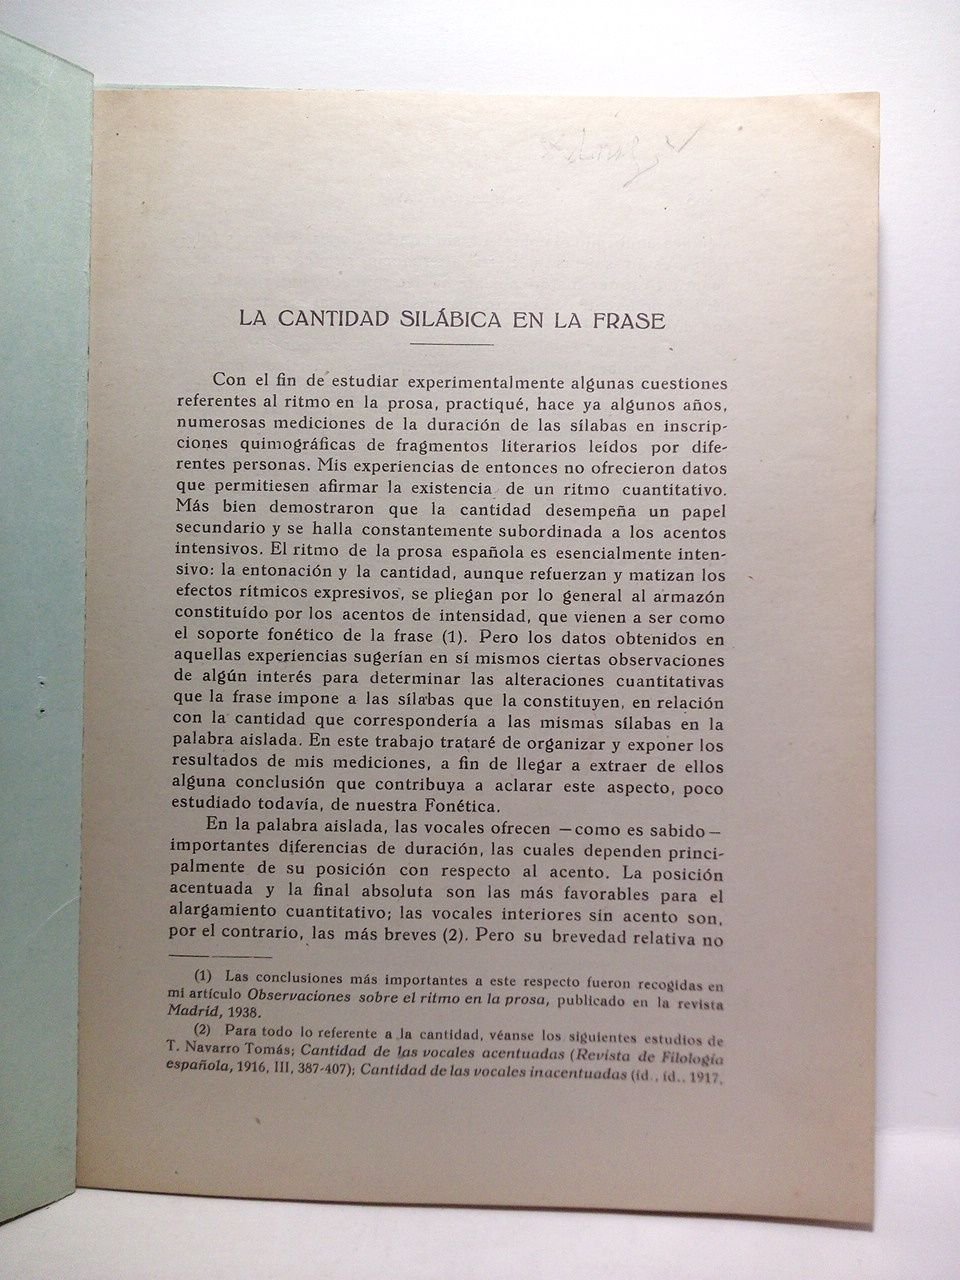 LA CANTIDAD SILÁBICA EN LA FRASE
Con el fin de estudiar experimentalmente algunas cuestiones
referentes al ritmo en la prosa, practiqué, hace ya algunos años,
numerosas mediciones de la duración de las sílabas en inscrip-
ciones quimográficas de fragmentos literarios leídos por dife-
rentes personas. Mis experiencias de entonces no ofrecieron datos
que permitiesen afirmar la existencia de un ritmo cuantitativo.
Más bien demostraron que la cantidad desempeña un papel
secundario y se halla constantemente subordinada a los acentos
intensivos. El ritmo de la prosa española es esencialmente inten-
sivo: la entonación y la cantidad, aunque refuerzan y matizan los
efectos rítmicos expresivos, se pliegan por lo general al armazón
constituído por los acentos de intensidad, que vienen a ser como
el soporte fonético de la frase (1). Pero los datos obtenidos en
aquellas experiencias sugerían en sí mismos ciertas observaciones
de algún interés para determinar las alteraciones cuantitativas
que la frase impone a las sílabas que la constituyen, en relación
con la cantidad que correspondería a las mismas sílabas en la
palabra aislada. En este trabajo trataré de organizar y exponer los
resultados de mis mediciones, a fin de llegar a extraer de ellos
alguna conclusión que contribuya a aclarar este aspecto, poco
estudiado todavía, de nuestra Fonética.
En la palabra aislada, las vocales ofrecen —como es sabido—
importantes diferencias de duración, las cuales dependen princi-
palmente de su posición con respecto al acento. La posición
acentuada y la final absoluta son las más favorables para el
alargamiento cuantitativo; las vocales interiores sin acento son,
por el contrario, las más breves (2). Pero su brevedad relativa no
(1) Las conclusiones más importantes a este respecto fueron recogidas en
mi artículo Observaciones sobre el ritmo en la prosa, publicado en la revista
Madrid, 1938.
(2) Para todo lo referente a la cantidad, véanse los siguientes estudios de
T. Navarro Tomás; Cantidad de las vocales acentuadas (Revista de Filología
española, 1916, III, 387-407); Cantidad de las vocales inacentuadas (íd., íd., 1917,